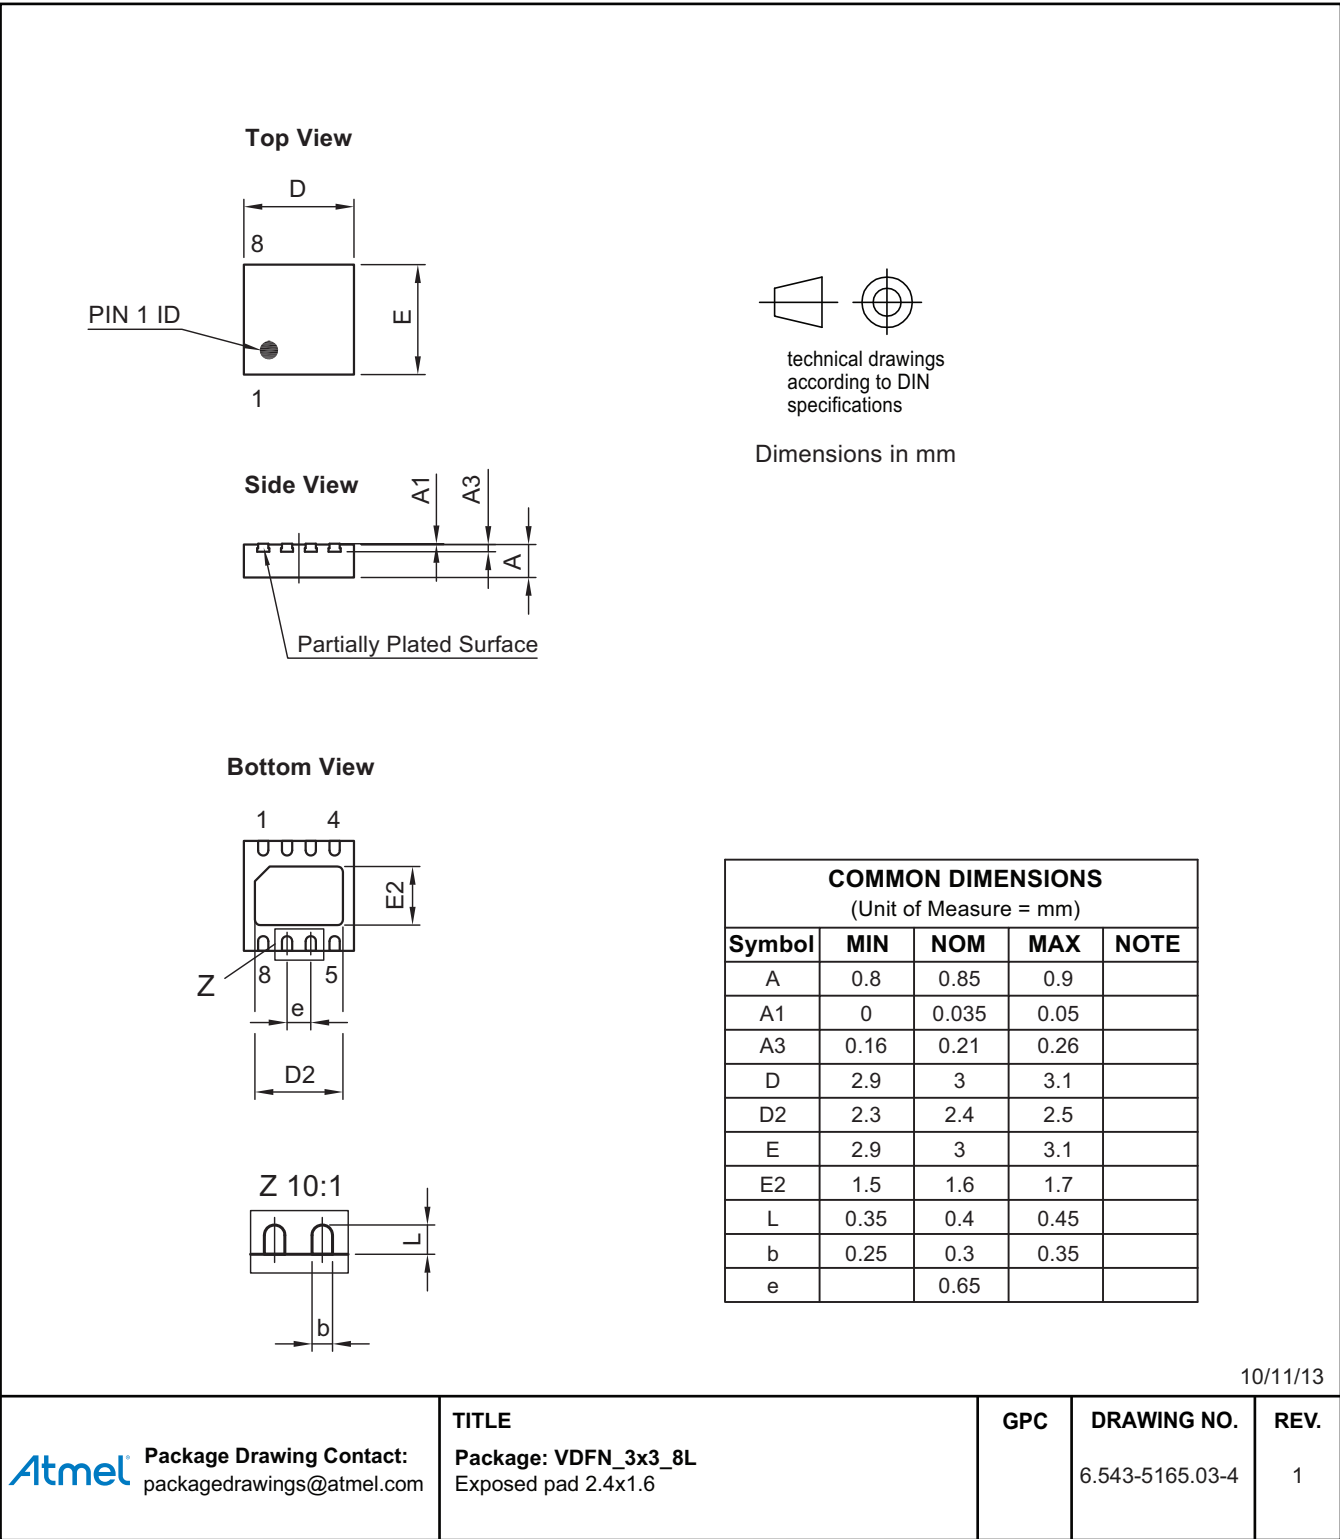 Top View
D
8
PIN 1 ID
E
1
technical drawings
according to DIN
specifications
Dimensions in mm
Side View
A1
A3
A
Partially Plated Surface
Bottom View
1 4
E2
8 5
Z
e
D2
Z 10:1
L
b
COMMON DIMENSIONS
(Unit of Measure = mm)
Symbol MIN NOM MAX NOTE
A 0.8 0.85 0.9
A1 0 0.035 0.05
A3 0.16 0.21 0.26
D 2.9 3 3.1
D2 2.3 2.4 2.5
E 2.9 3 3.1
E2 1.5 1.6 1.7
L 0.35 0.4 0.45
b 0.25 0.3 0.35
e 0.65
10/11/13
Atmel
Package Drawing Contact:
packagedrawings@atmel.com
TITLE
Package: VDFN_3x3_8L
Exposed pad 2.4x1.6
GPC
DRAWING NO.
6.543-5165.03-4
REV.
1